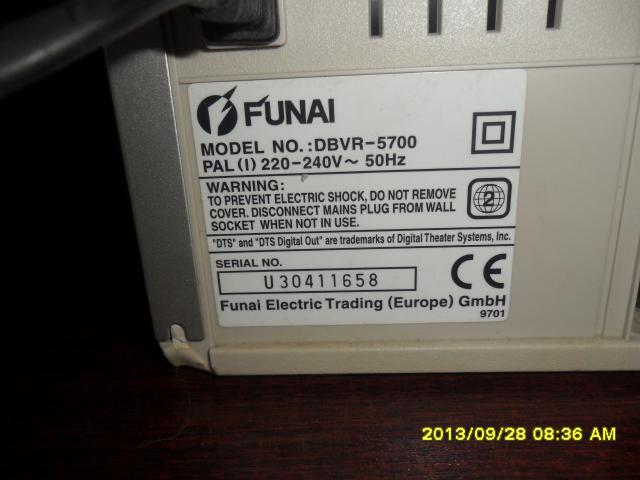 FUNAI
MODEL NO.:DBVR-5700
PAL(I) 220-240V~ 50Hz
WARNING:
TO PREVENT ELECTRIC SHOCK, DO NOT REMOVE
COVER. DISCONNECT MAINS PLUG FROM WALL
SOCKET WHEN NOT IN USE.
2
"DTS" and "DTS Digital Out" are trademarks of Digital Theater Systems, Inc.
SERIAL NO.
U30411658
CE
Funai Electric Trading (Europe) GmbH
9701
2013/09/28 08:36 AM